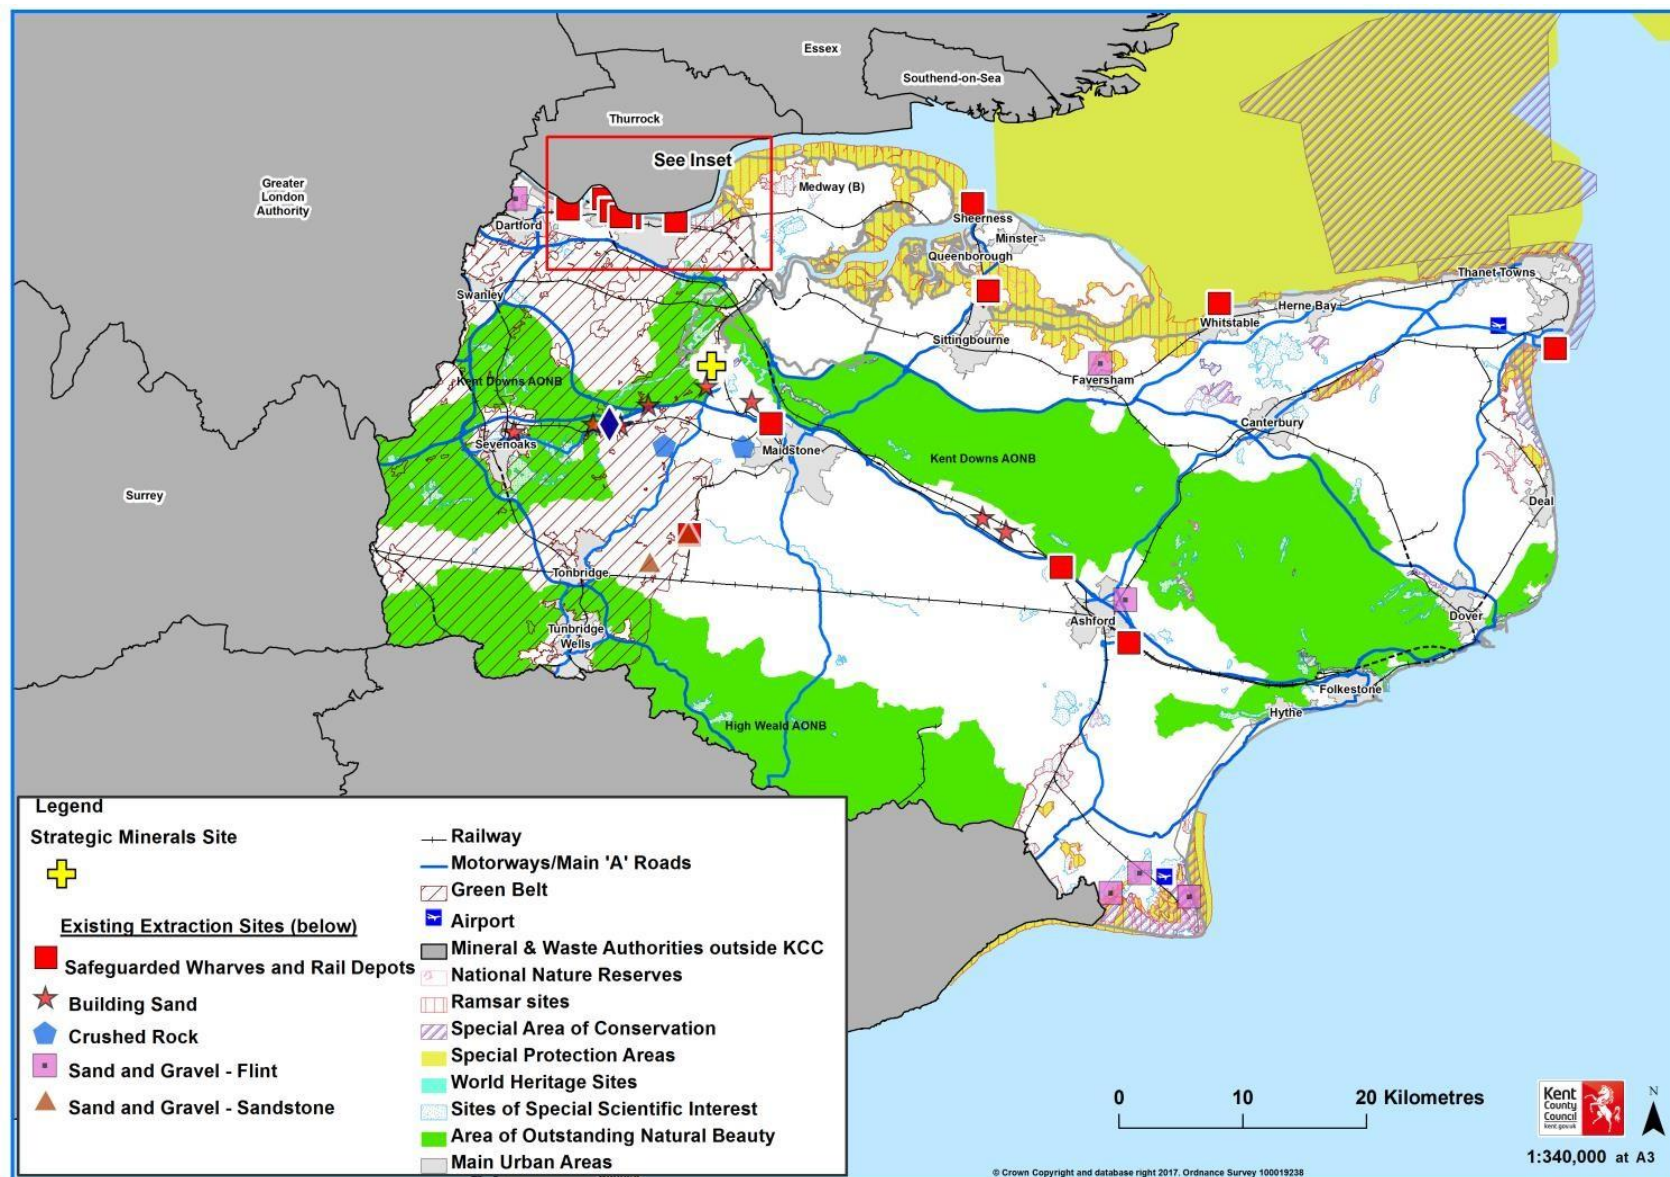 Essex
Southend-on-Sea
Thurrock
See Inset
Greater
London
Authority
Medway (B)
Dartford
Sheerness
Minster
Queenborough
Thanet Towns
Swanley
Herne Bay
Whitstable
Sittingbourne
Faversham
Kent Downs AONB
Canterbury
Sevenoaks
Maidstone
Kent Downs AONB
Surrey
Deal
Tonbridge
Ashford
Dover
Tunbridge
Wells
Folkestone
Hythe
High Weald AONB
Legend
Strategic Minerals Site
Existing Extraction Sites (below)
Safeguarded Wharves and Rail Depots
Building Sand
Crushed Rock
Sand and Gravel - Flint
Sand and Gravel - Sandstone
Railway
Motorways/Main 'A' Roads
Green Belt
Airport
Mineral & Waste Authorities outside KCC
National Nature Reserves
Ramsar sites
Special Area of Conservation
Special Protection Areas
World Heritage Sites
Sites of Special Scientific Interest
Area of Outstanding Natural Beauty
Main Urban Areas
0 10 20 Kilometres
Kent
County
Council
kent.gov.uk
N
1:340,000 at A3
© Crown Copyright and database right 2017. Ordnance Survey 100019238